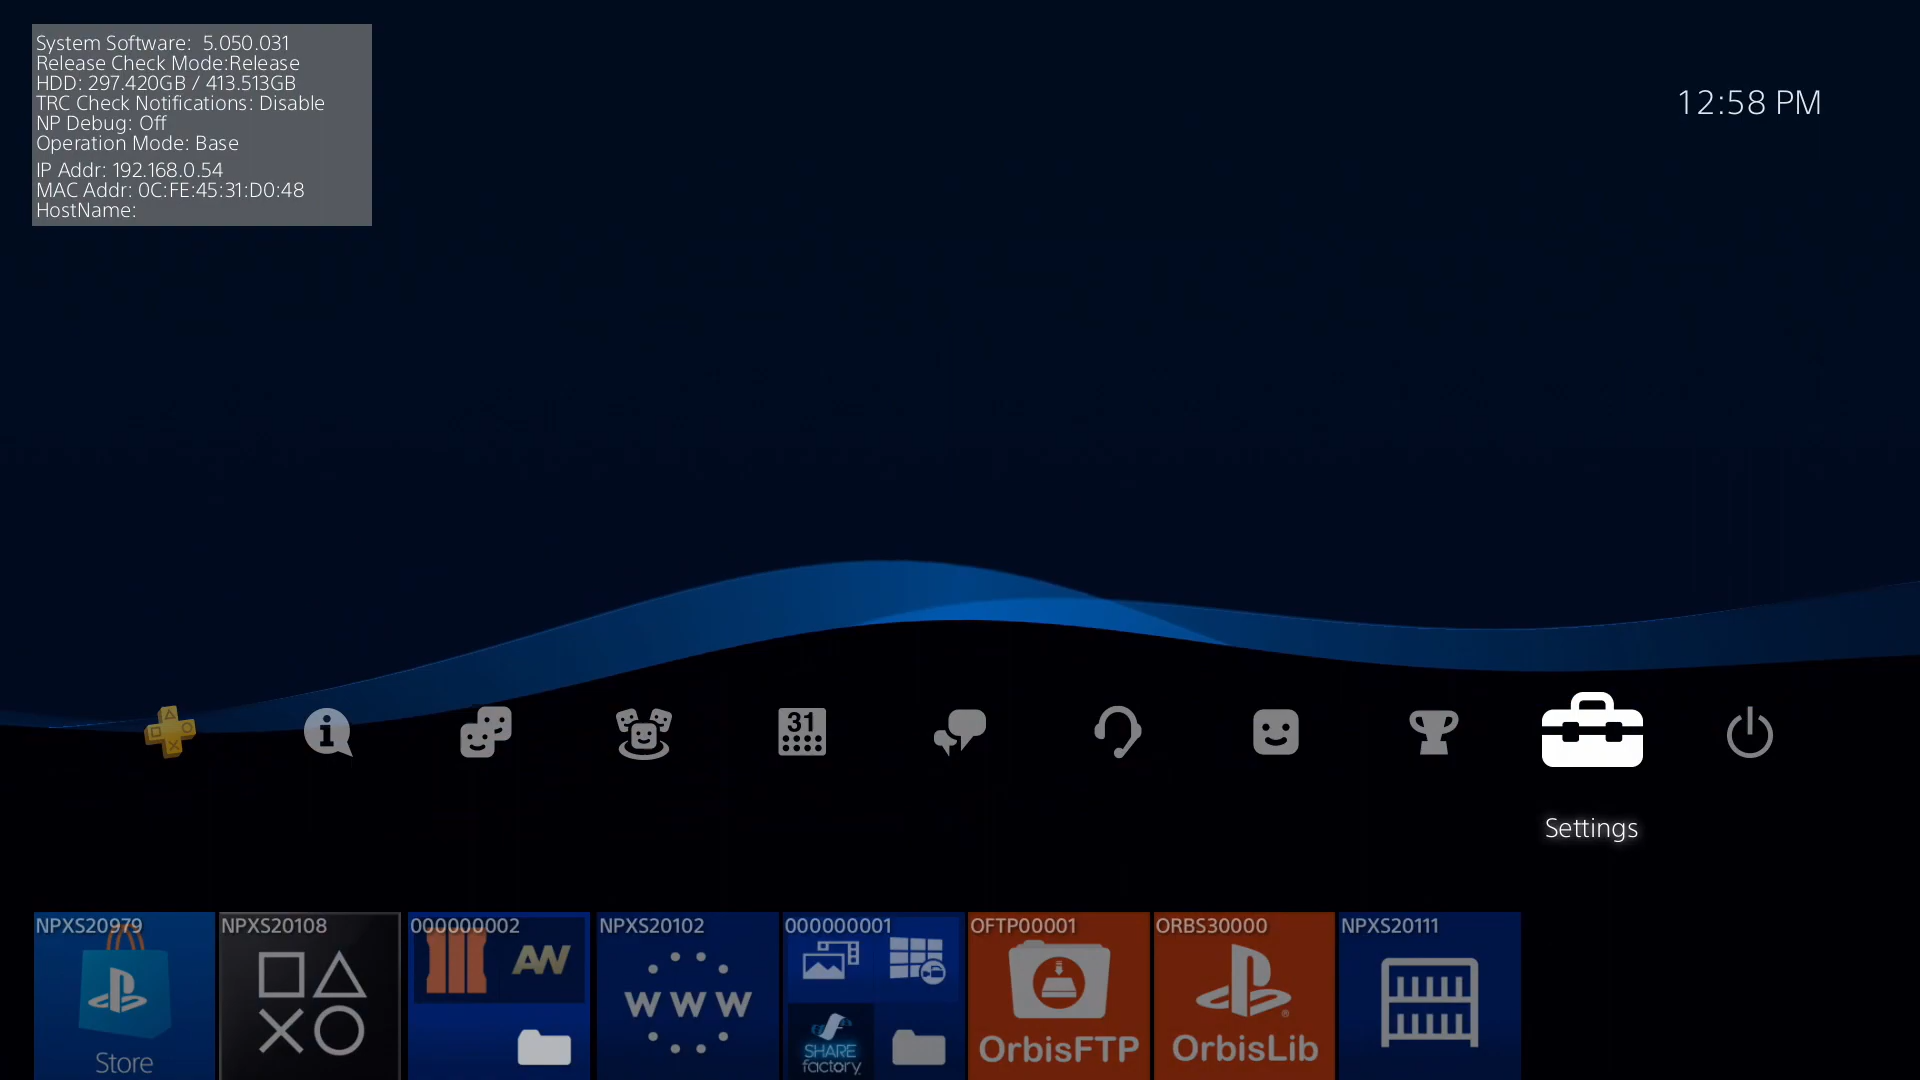 System Software:  5.050.031
Release Check Mode:Release
HDD: 297.420GB / 413.513GB
TRC Check Notifications: Disable
NP Debug: Off
Operation Mode: Base
IP Addr: 192.168.0.54
MAC Addr: 0C:FE:45:31:D0:48
HostName:
12:58 PM
31
Settings
NPXS20979
NPXS20108
000000002
NPXS20102
000000001
OFTP00001
ORBS30000
NPXS20111
III
AW
WWW
Store
SHARE
factory
OrbisFTP
OrbisLib